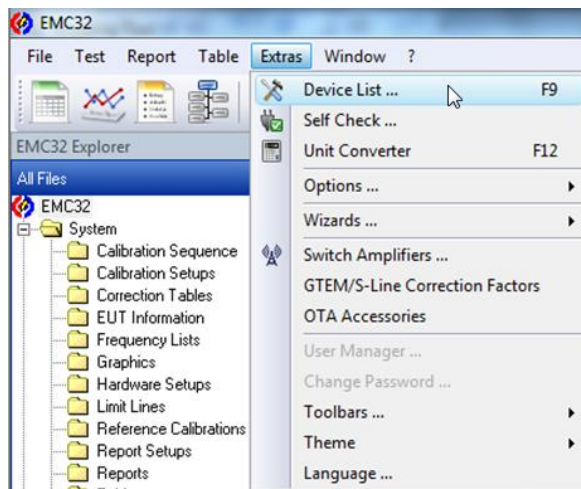 EMC32
File Test Report Table Extras Window ?
Device List ... F9
Self Check ...
Unit Converter F12
Options ...
Wizards ...
Switch Amplifiers ...
GTEM/S-Line Correction Factors
OTA Accessories
User Manager ...
Change Password ...
Toolbars ...
Theme
Language ...
EMC32 Explorer
All Files
EMC32
System
Calibration Sequence
Calibration Setups
Correction Tables
EUT Information
Frequency Lists
Graphics
Hardware Setups
Limit Lines
Reference Calibrations
Report Setups
Reports